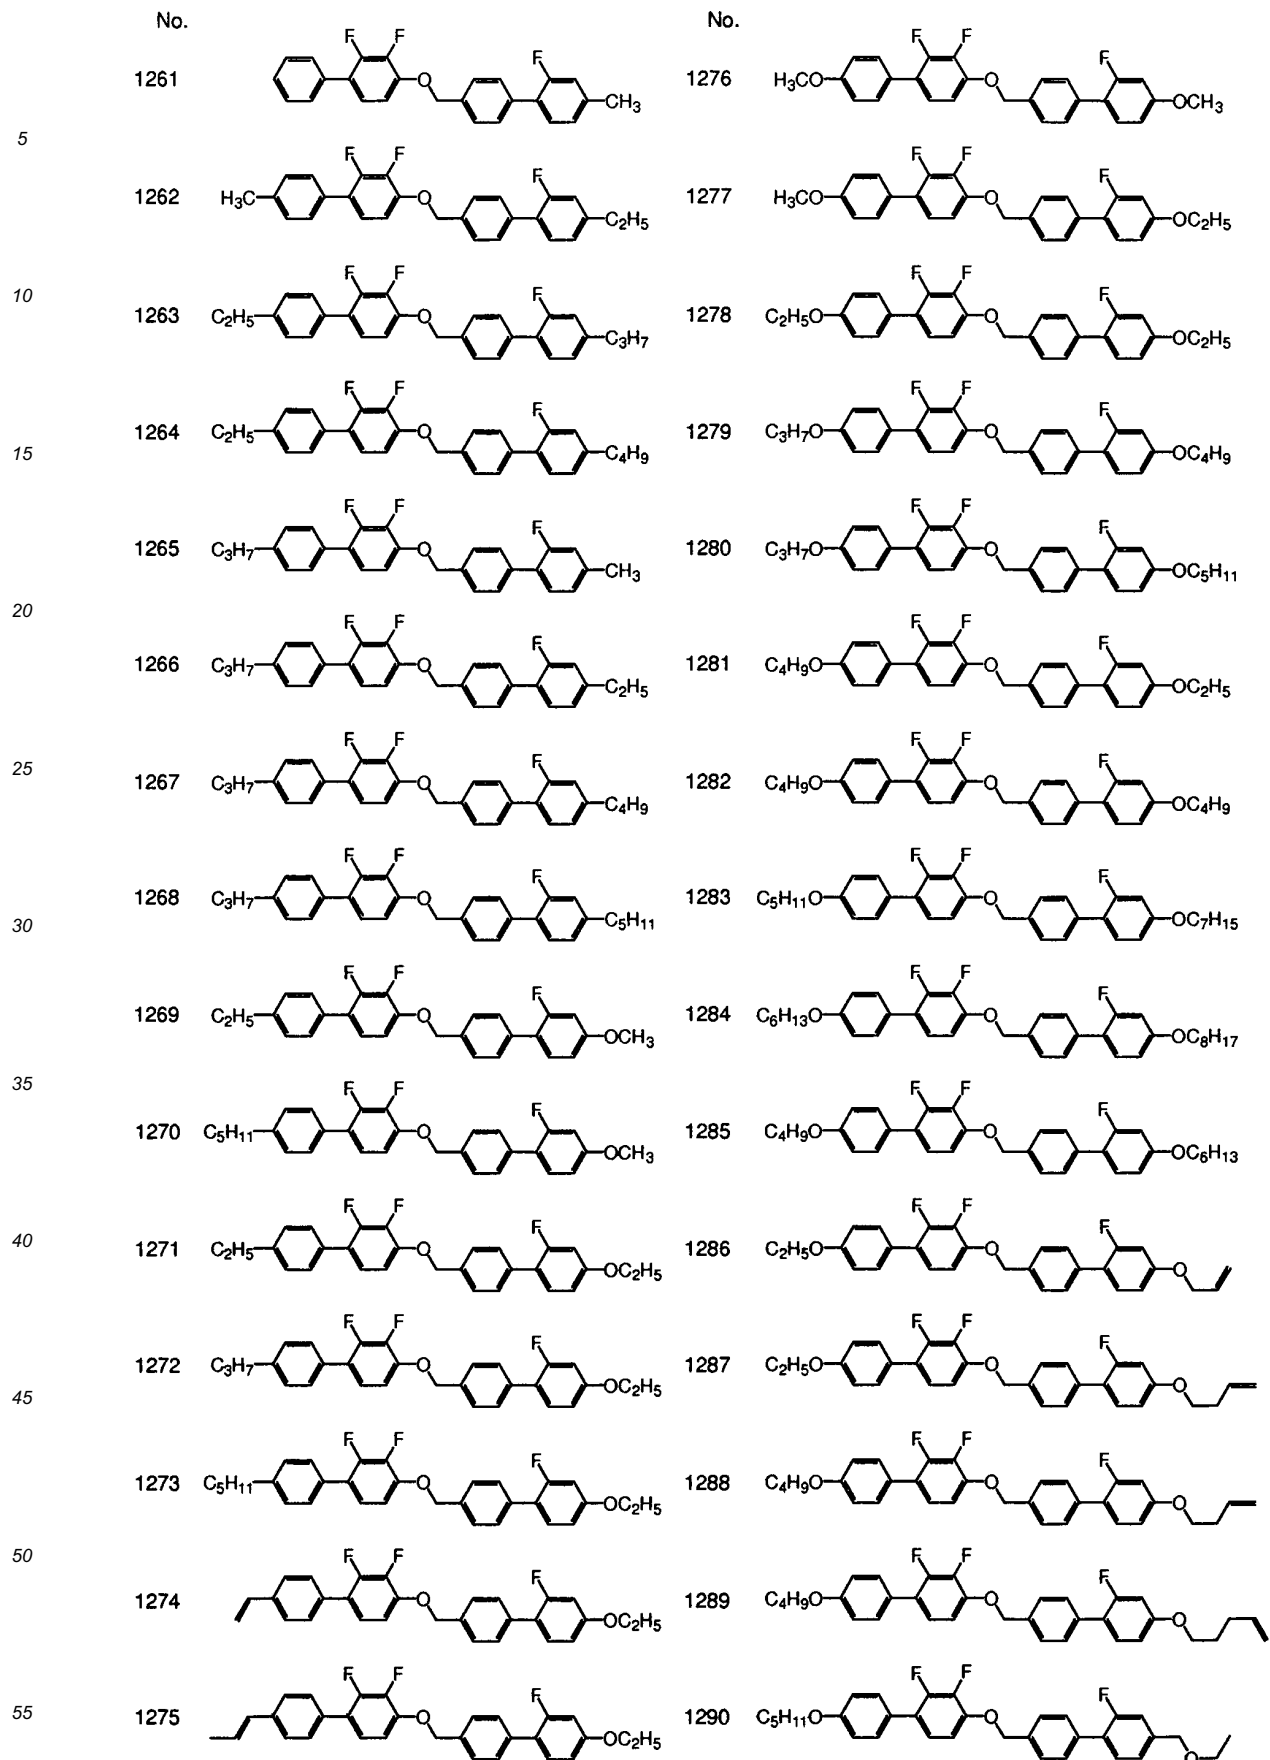 No. No.
F F F F F F
1261 O CH3 1276 H3CO O OCH3
5
F F F F F F
1262 H3C O C2H5 1277 H3CO O OC2H5
F F F F F F
10
1263 C2H5 O C3H7 1278 C2H5O O OC2H5
F F F F F F
1264 C2H5 O C4H9 1279 C3H7O O OC4H9
15
F F F F F F
1265 C3H7 O CH3 1280 C3H7O O OC5H11
20
F F F F F F
1266 C3H7 O C2H5 1281 C4H9O O OC2H5
F F F F F F
25
1267 C3H7 O C4H9 1282 C4H9O O OC4H9
F F F F F F
1268 C3H7 O C5H11 1283 C5H11O O OC7H15
30
F F F F F F
1269 C2H5 O OCH3 1284 C6H13O O OC8H17
35
F F F F F F
1270 C5H11 O OCH3 1285 C4H9O O OC6H13
F F F F F F
40
1271 C2H5 O OC2H5 1286 C2H5O O O
F F F F F F
1272 C3H7 O OC2H5 1287 C2H5O O O
45
F F F F F F
1273 C5H11 O OC2H5 1288 C4H9O O O
50
F F F F F F
1274 O OC2H5 1289 C4H9O O O
F F F F F F
55
1275 O OC2H5 1290 C5H11O O O